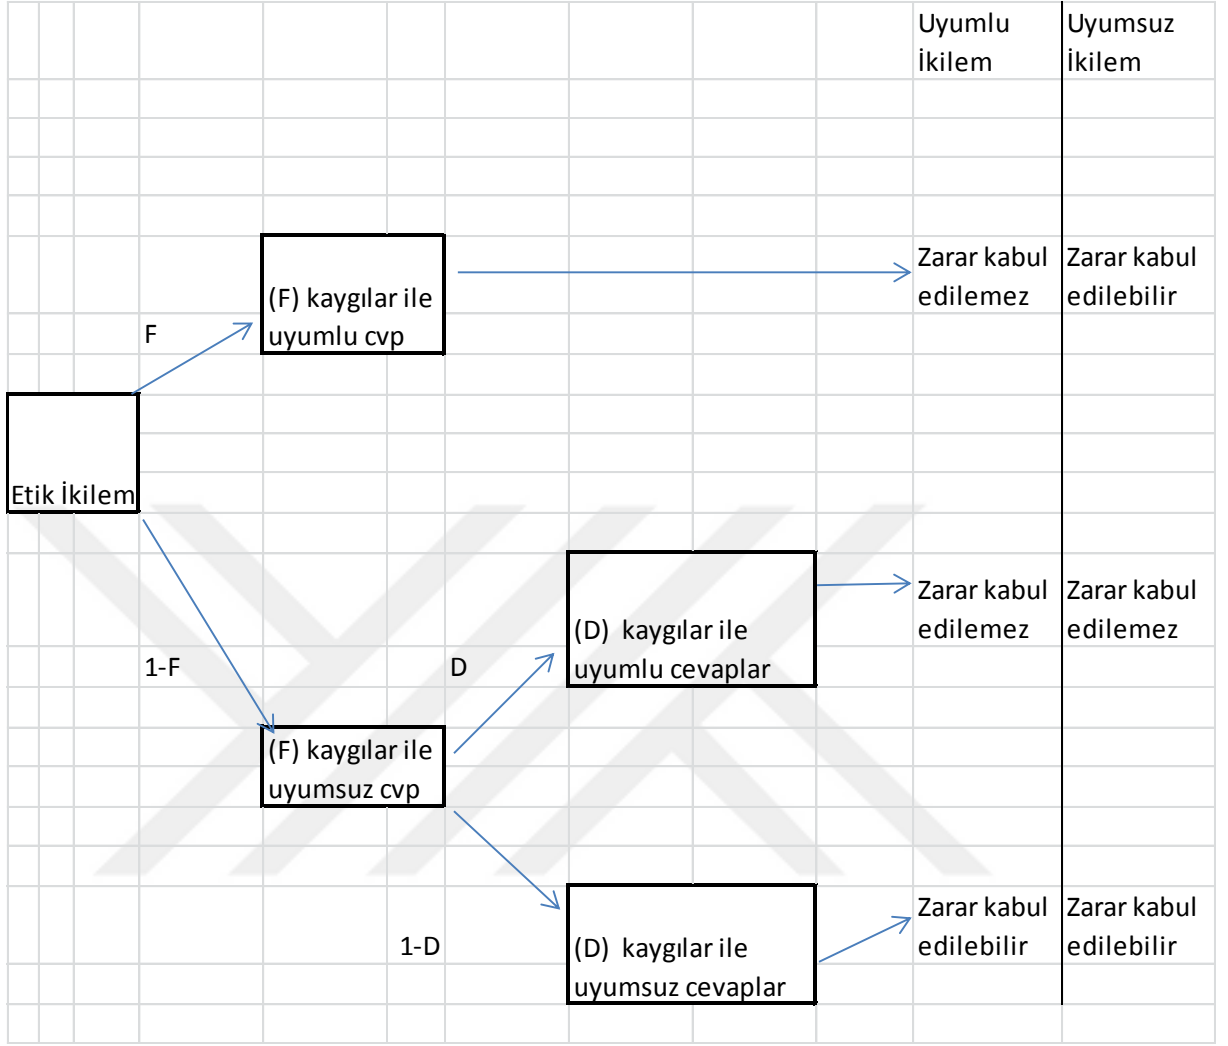 Uyumlu
İkilem
Uyumsuz
İkilem
(F) kaygılar ile
uyumlu cvp
Zarar kabul
edilemez
Zarar kabul
edilebilir
F
Etik İkilem
1-F
(F) kaygılar ile
uyumsuz cvp
D
(D)  kaygılar ile
uyumlu cevaplar
Zarar kabul
edilemez
Zarar kabul
edilemez
1-D
(D)  kaygılar ile
uyumsuz cevaplar
Zarar kabul
edilebilir
Zarar kabul
edilebilir